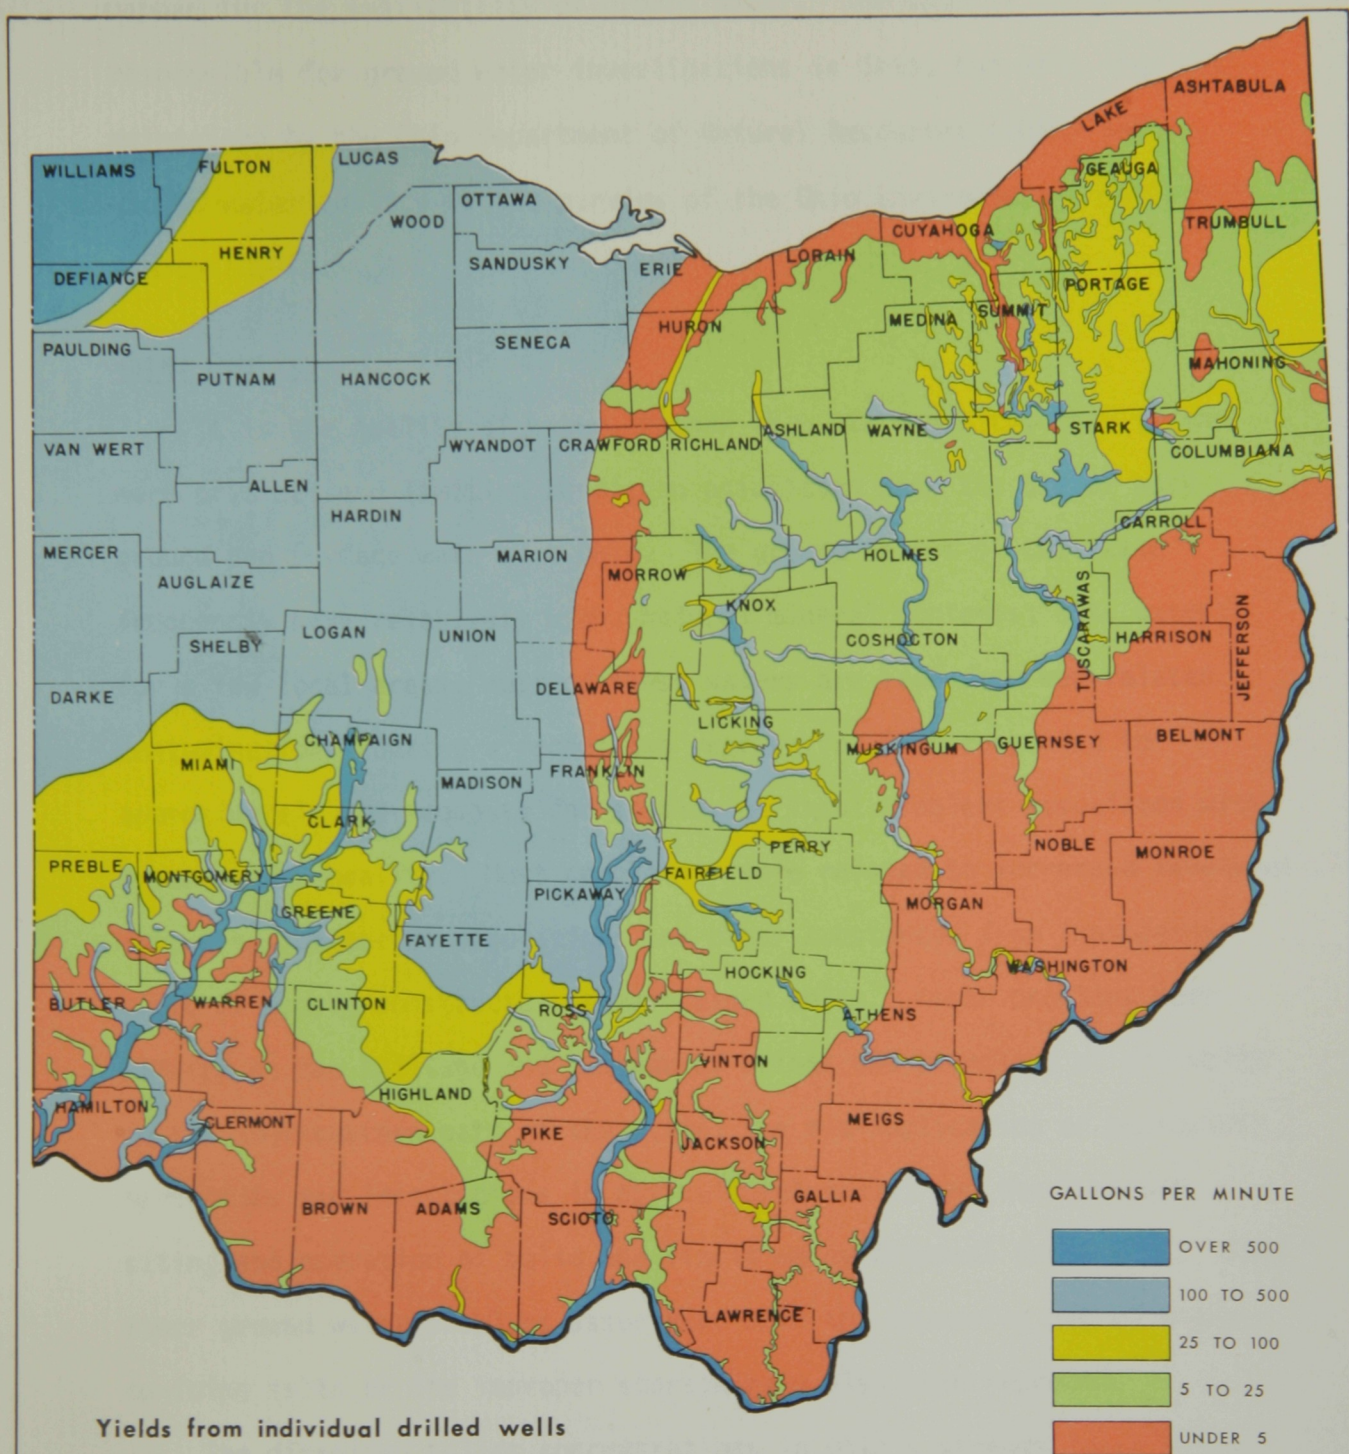 ASHTABULA
LAKE
WILLIAMS
FULTON
LUCAS
GEAUGA
OTTAWA
WOOD
CUYAHOGA
TRUMBULL
HENRY
SANDUSKY
ERIE
LORAIN
DEFIANCE
PORTAGE
HURON
MEDINA
SUMMIT
PAULDING
SENECA
MAHONING
PUTNAM
HANCOCK
VAN WERT
WYANDOT
CRAWFORD
RICHLAND
ASHLAND
WAYNE
STARK
COLUMBIANA
ALLEN
HARDIN
CARROLL
MERCER
MARION
HOLMES
AUGLAIZE
MORROW
TUSCARAWAS
KNOX
JEFFERSON
SHELBY
LOGAN
UNION
COSHOCTON
HARRISON
DARKE
DELAWARE
LICKING
CHAMPAIGN
MUSKINGUM
GUERNSEY
BELMONT
MIAMI
MADISON
FRANKLIN
CLARK
PREBLE
MONTGOMERY
PERRY
NOBLE
MONROE
FAIRFIELD
PICKAWAY
GREENE
MORGAN
FAYETTE
HOCKING
WASHINGTON
BUTLER
WARREN
CLINTON
ROSS
ATHENS
VINTON
HIGHLAND
HAMILTON
CLERMONT
PIKE
JACKSON
MEIGS
BROWN
ADAMS
SCIOTO
GALLIA
LAWRENCE
GALLONS PER MINUTE
OVER 500
100 TO 500
25 TO 100
5 TO 25
UNDER 5
Yields from individual drilled wells